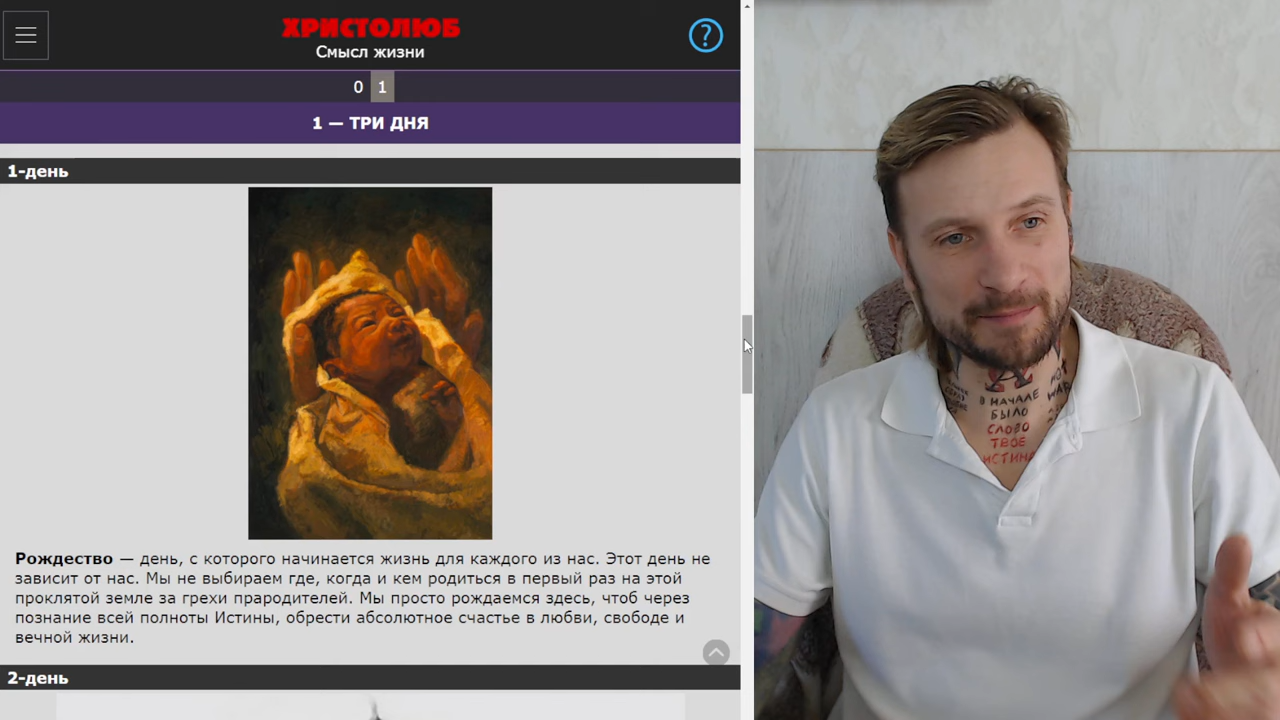 ХРИСТОЛЮБ
Смысл жизни
0 1
1 — ТРИ ДНЯ
1-день
Рождество — день, с которого начинается жизнь для каждого из нас. Этот день не
зависит от нас. Мы не выбираем где, когда и кем родиться в первый раз на этой
проклятой земле за грехи прародителей. Мы просто рождаемся здесь, чтоб через
познание всей полноты Истины, обрести абсолютное счастье в любви, свободе и
вечной жизни.
2-день
В НАЧАЛЕ
БЫЛО
СЛОВО
ТВОЕ
ИСТИНА